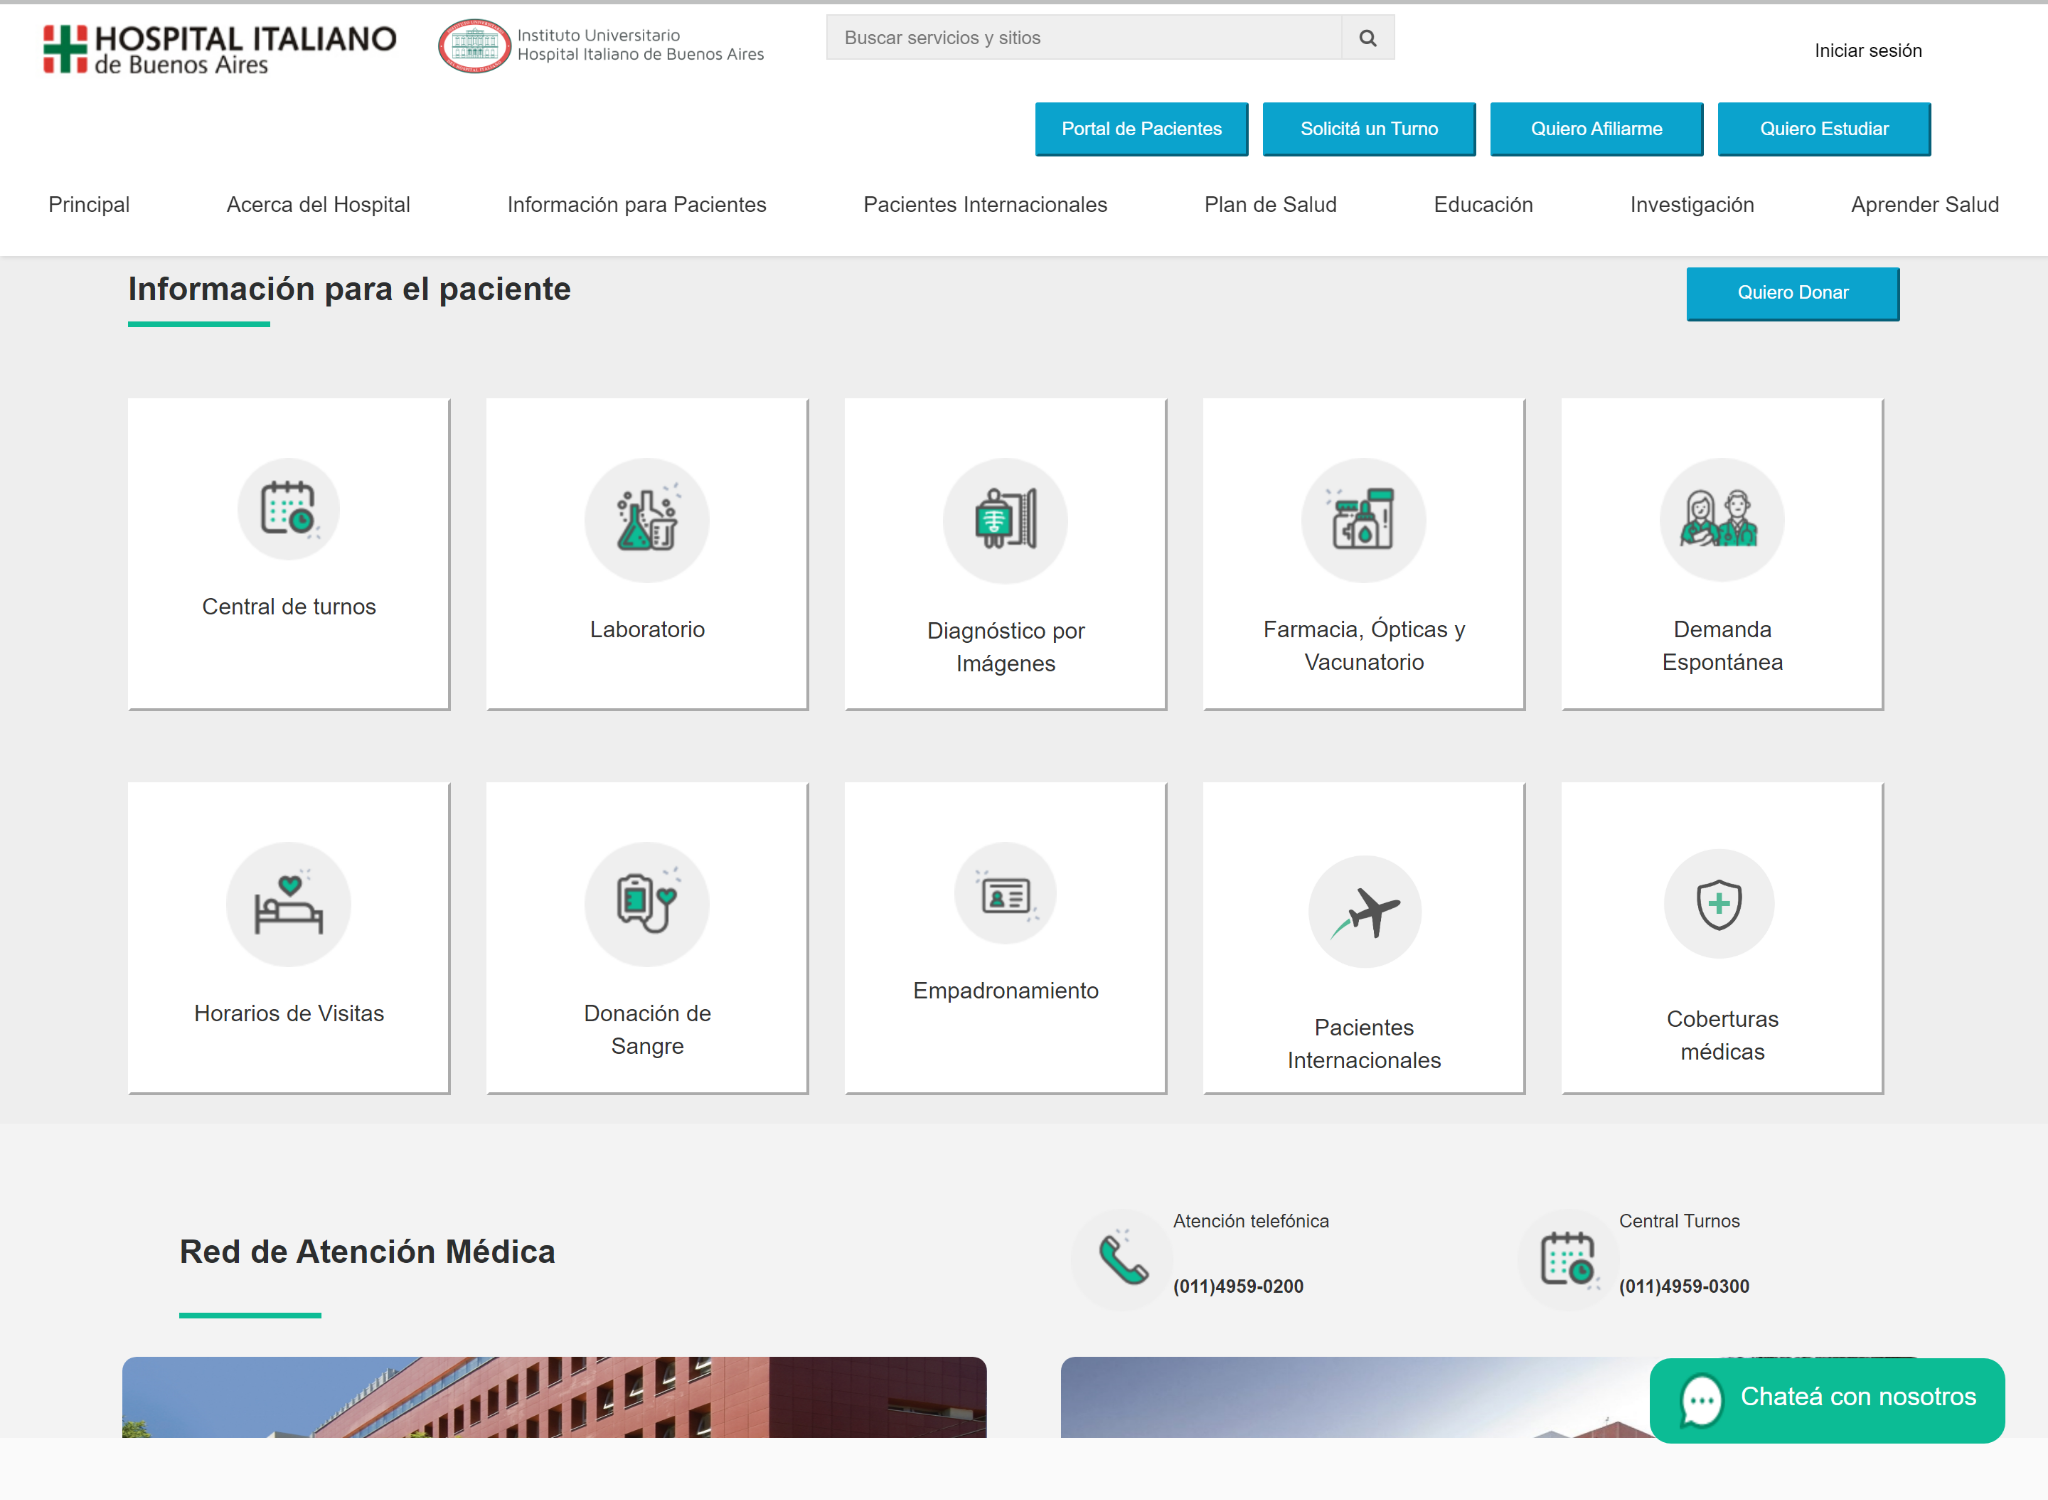 HOSPITAL ITALIANO
de Buenos Aires
Instituto Universitario
Hospital Italiano de Buenos Aires
Buscar servicios y sitios
Iniciar sesión
Portal de Pacientes
Solicitá un Turno
Quiero Afiliarme
Quiero Estudiar
Principal
Acerca del Hospital
Información para Pacientes
Pacientes Internacionales
Plan de Salud
Educación
Investigación
Aprender Salud
Información para el paciente
Quiero Donar
Central de turnos
Laboratorio
Diagnóstico por
Imágenes
Farmacia, Ópticas y
Vacunatorio
Demanda
Espontánea
Horarios de Visitas
Donación de
Sangre
Empadronamiento
Pacientes
Internacionales
Coberturas
médicas
Red de Atención Médica
Atención telefónica
(011)4959-0200
Central Turnos
(011)4959-0300
Chateá con nosotros